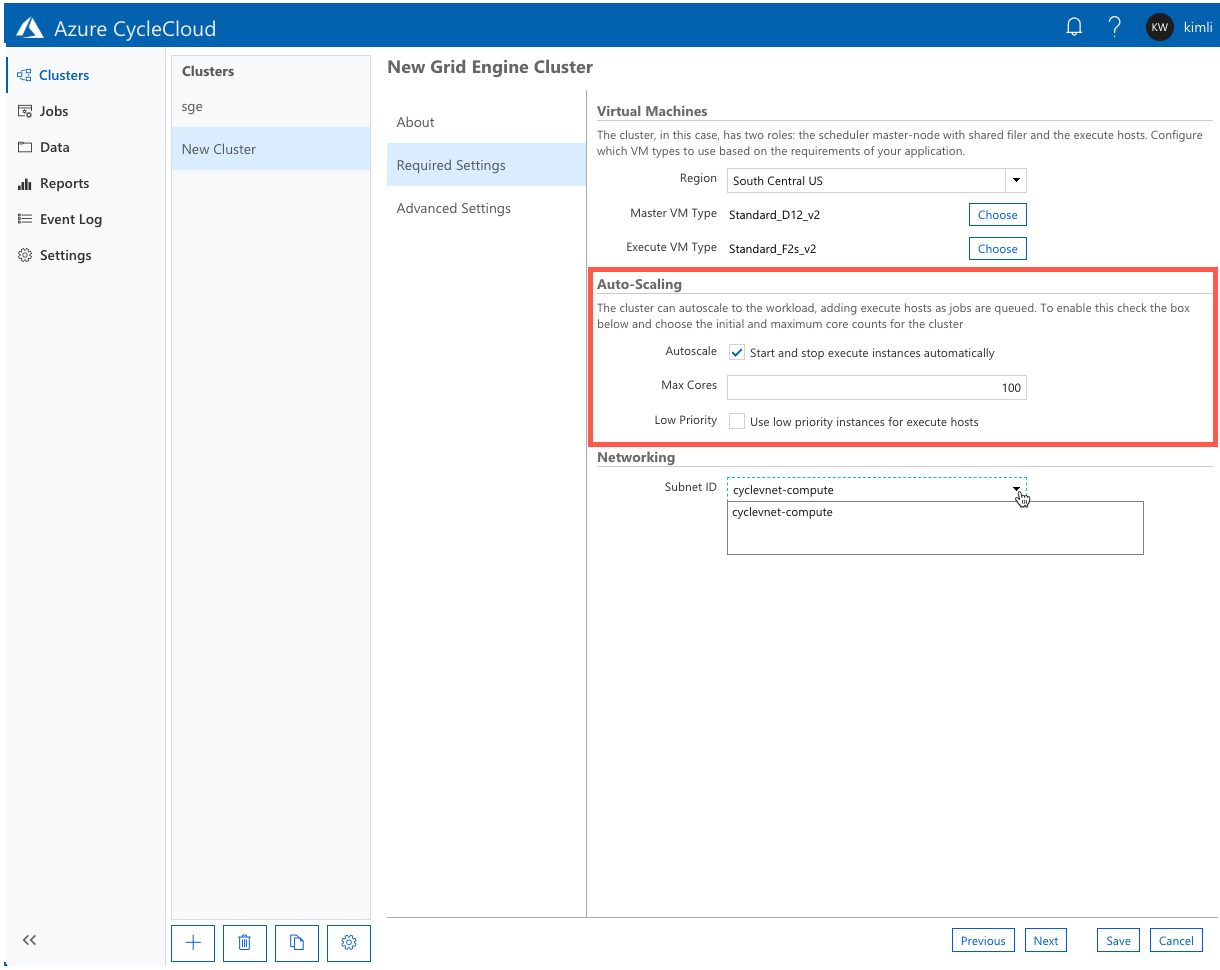 Azure CycleCloud
KW
kimli
Clusters
Jobs
Data
Reports
Event Log
Settings
Clusters
sge
New Cluster
New Grid Engine Cluster
About
Required Settings
Advanced Settings
Virtual Machines
The cluster, in this case, has two roles: the scheduler master-node with shared filer and the execute hosts. Configure
which VM types to use based on the requirements of your application.
Region South Central US
Master VM Type Standard_D12_v2 Choose
Execute VM Type Standard_F2s_v2 Choose
Auto-Scaling
The cluster can autoscale to the workload, adding execute hosts as jobs are queued. To enable this check the box
below and choose the initial and maximum core counts for the cluster
Autoscale Start and stop execute instances automatically
Max Cores 100
Low Priority Use low priority instances for execute hosts
Networking
Subnet ID cyclevnet-compute
cyclevnet-compute
Previous Next Save Cancel